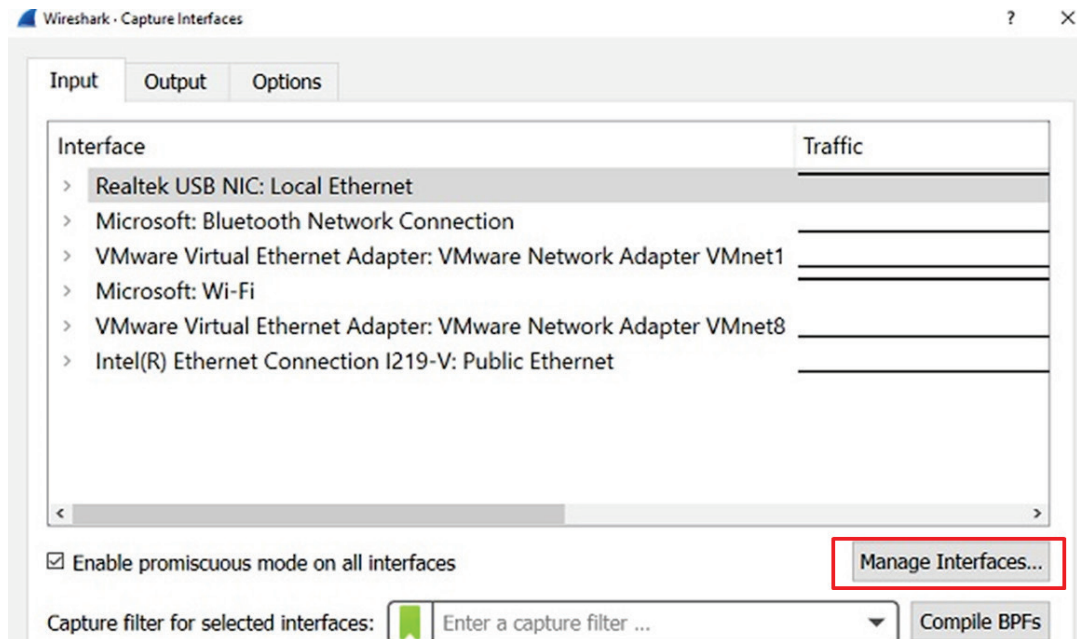 Wireshark · Capture Interfaces
Input Output Options
Interface Traffic
Realtek USB NIC: Local Ethernet
Microsoft: Bluetooth Network Connection
VMware Virtual Ethernet Adapter: VMware Network Adapter VMnet1
Microsoft: Wi-Fi
VMware Virtual Ethernet Adapter: VMware Network Adapter VMnet8
Intel(R) Ethernet Connection I219-V: Public Ethernet
Enable promiscuous mode on all interfaces Manage Interfaces...
Capture filter for selected interfaces: Enter a capture filter ... Compile BPFs